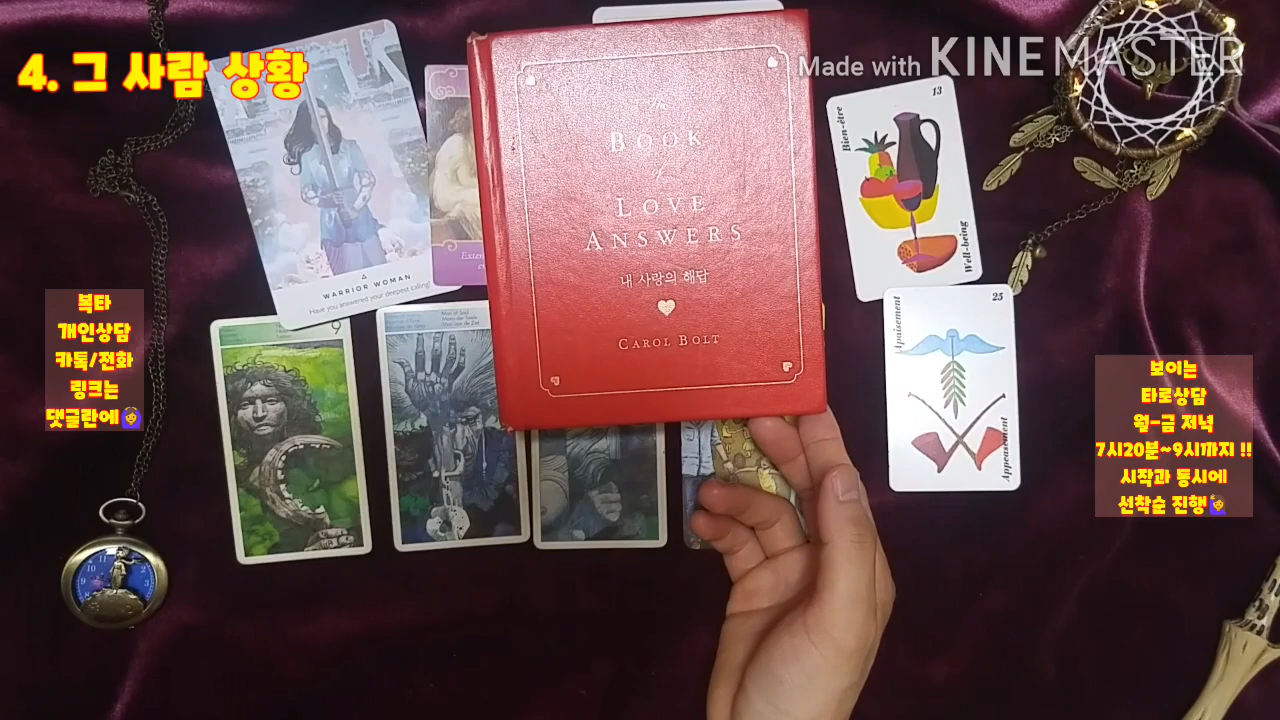 4. 그 사람 상황
Made with KINEMASTER
The
BOOK
of
LOVE
ANSWERS
내 사랑의 해답
CAROL BOLT
WARRIOR WOMAN
Have you answered your deepest calling?
13
Bien-être
Well-being
25
Apaisement
Appeasement
9
Man of Soul
복타
개인상담
카톡/전화
링크는
댓글란에🙆‍♀️
보이는
타로상담
월-금 저녁
7시20분~9시까지 !!
시작과 동시에
선착순 진행🙋‍♀️